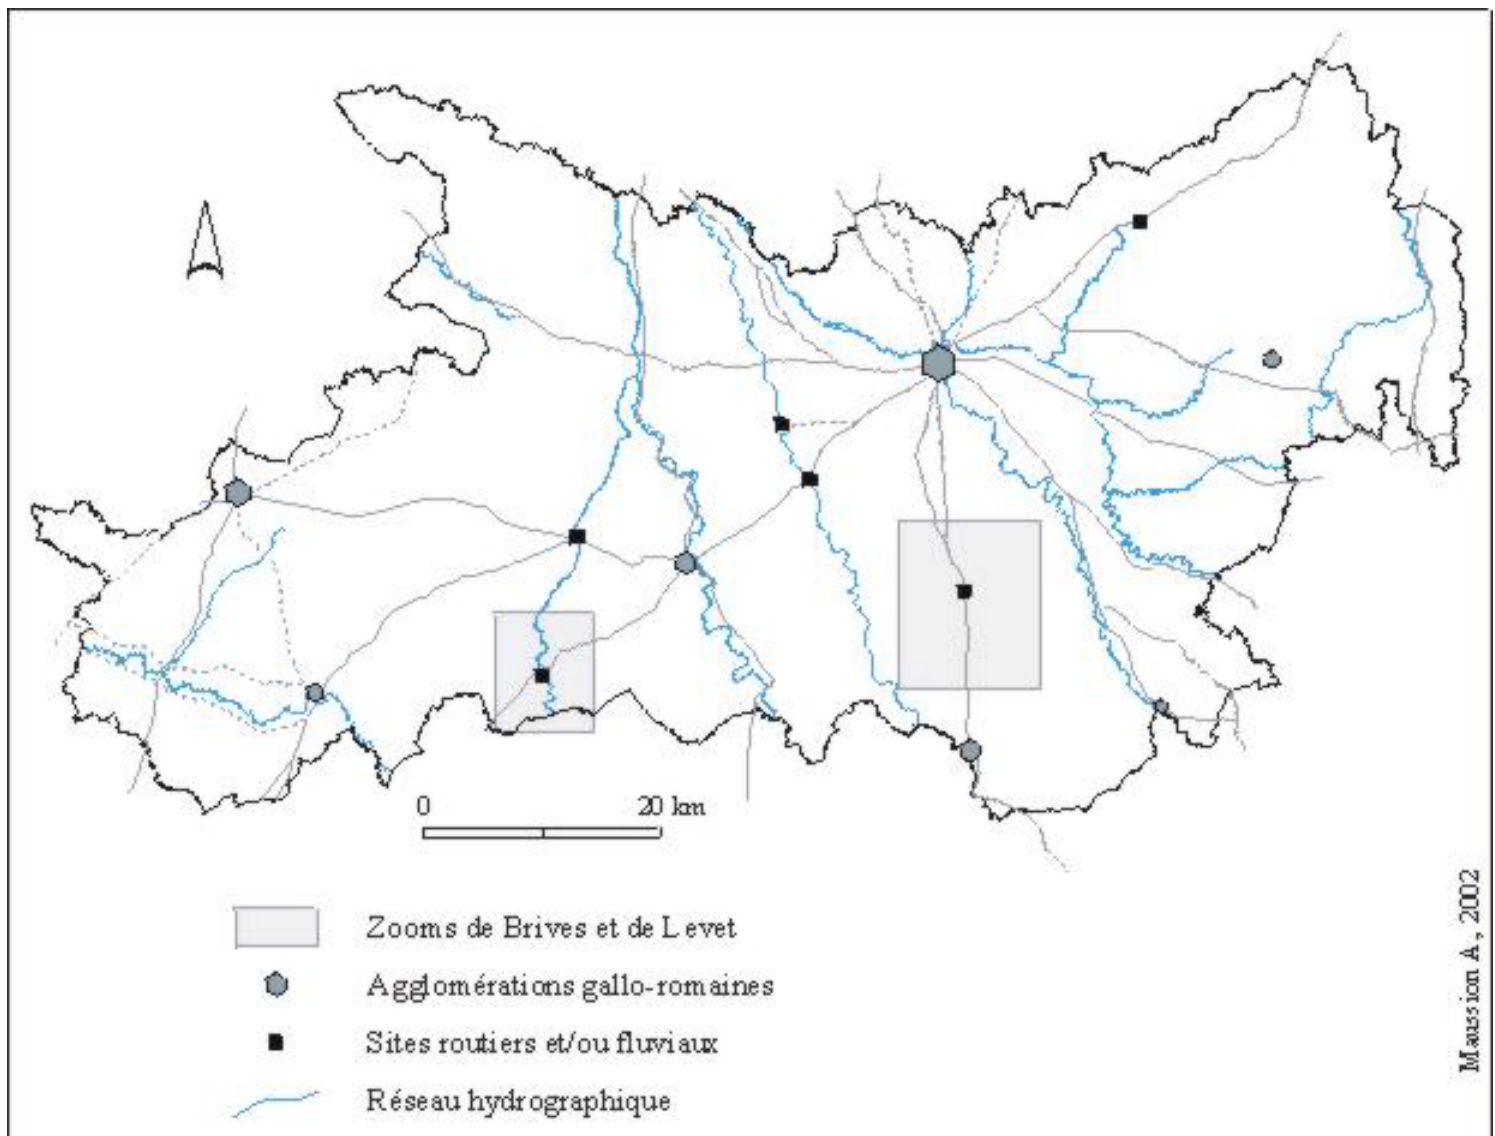 0 20 km
Zooms de Brives et de Levet
Agglomérations gallo-romaines
Sites routiers et/ou fluviaux
Réseau hydrographique
Maussion A., 2002